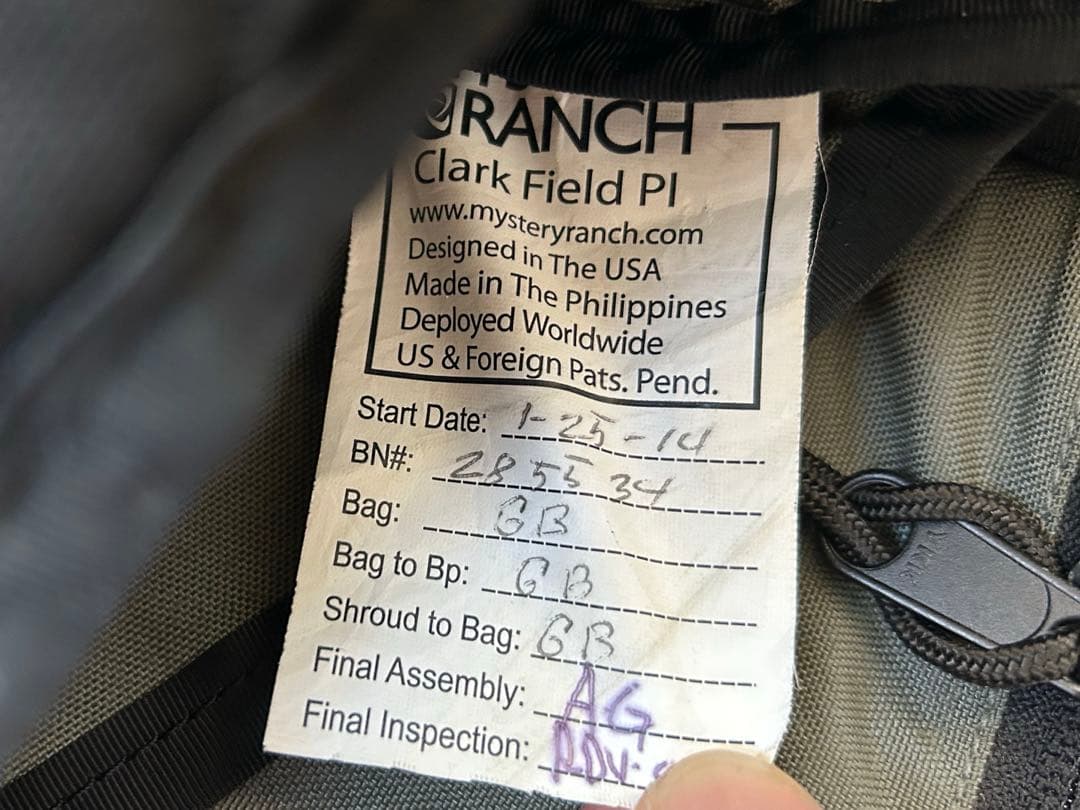 RANCH
Clark Field Pl
www.mysteryranch.com
Designed in The USA
Made in The Philippines
Deployed Worldwide
US & Foreign Pats. Pend.
Start Date: 1-25-14
BN#: 285534
Bag: GB
Bag to Bp: GB
Shroud to Bag: GB
Final Assembly: AG
Final Inspection:
YKK